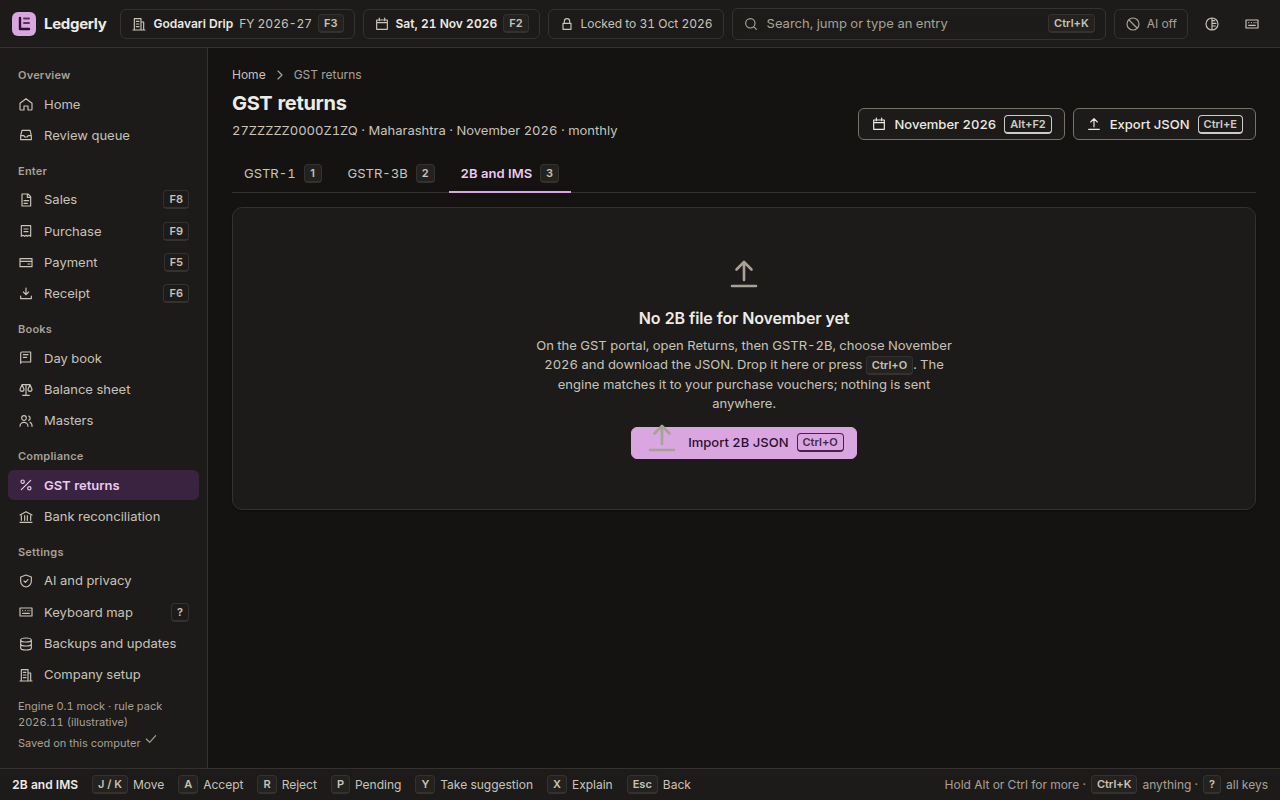 Ledgerly
Godavari Drip FY 2026-27 F3
Sat, 21 Nov 2026 F2
Locked to 31 Oct 2026
Search, jump or type an entry Ctrl+K
AI off
Overview
Home
Review queue
Enter
Sales F8
Purchase F9
Payment F5
Receipt F6
Books
Day book
Balance sheet
Masters
Compliance
GST returns
Bank reconciliation
Settings
AI and privacy
Keyboard map ?
Backups and updates
Company setup
Engine 0.1 mock · rule pack
2026.11 (illustrative)
Saved on this computer
Home > GST returns
GST returns
27ZZZZZ0000Z1ZQ · Maharashtra · November 2026 · monthly
November 2026 Alt+F2
Export JSON Ctrl+E
GSTR-1 1
GSTR-3B 2
2B and IMS 3
No 2B file for November yet
On the GST portal, open Returns, then GSTR-2B, choose November
2026 and download the JSON. Drop it here or press Ctrl+O. The
engine matches it to your purchase vouchers; nothing is sent
anywhere.
Import 2B JSON Ctrl+O
2B and IMS J / K Move A Accept R Reject P Pending Y Take suggestion X Explain Esc Back
Hold Alt or Ctrl for more · Ctrl+K anything · ? all keys